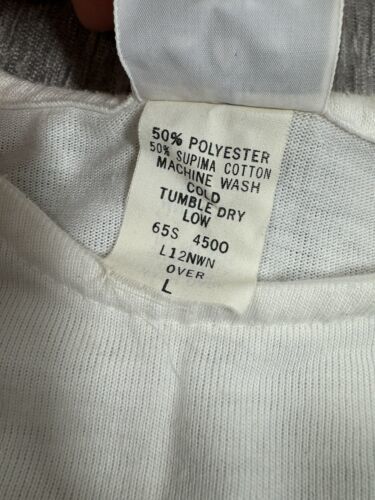 50% POLYESTER
50% SUPIMA COTTON
MACHINE WASH
COLD
TUMBLE DRY
LOW
65S 4500
L12NWN
OVER
L